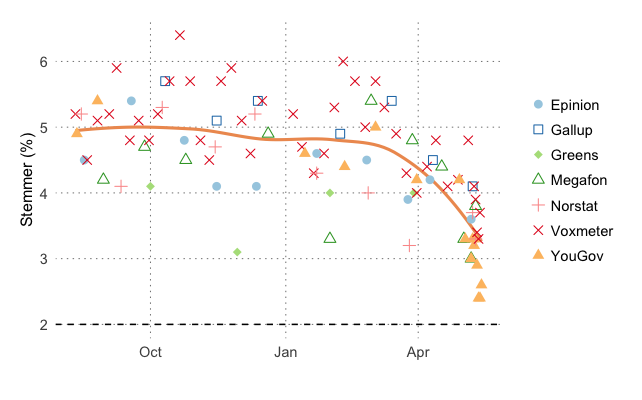 Stemmer (%)
6
5
4
3
2
Oct
Jan
Apr
Epinion
Gallup
Greens
Megafon
Norstat
Voxmeter
YouGov